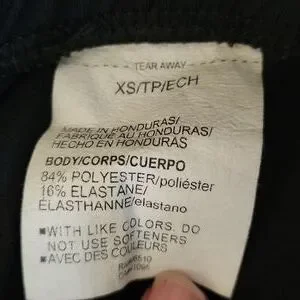 TEAR AWAY
XS/TP/ECH
MADE IN HONDURAS/
FABRIQUÉ AU HONDURAS/
HECHO EN HONDURAS
BODY/CORPS/CUERPO
84% POLYESTER/poliéster
16% ELASTANE/
ÉLASTHANNE/elastano
■WITH LIKE COLORS. DO
NOT USE SOFTENERS
■AVEC DES COULEURS